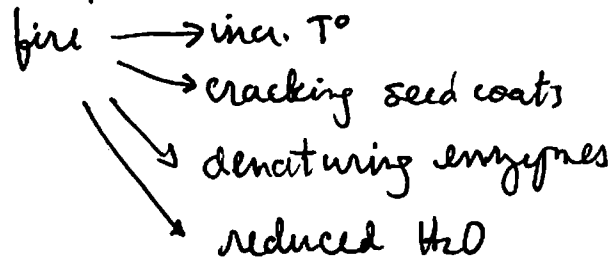 fire → incr. T°
→ cracking seed coats
→ denaturing enzymes
→ reduced H2O